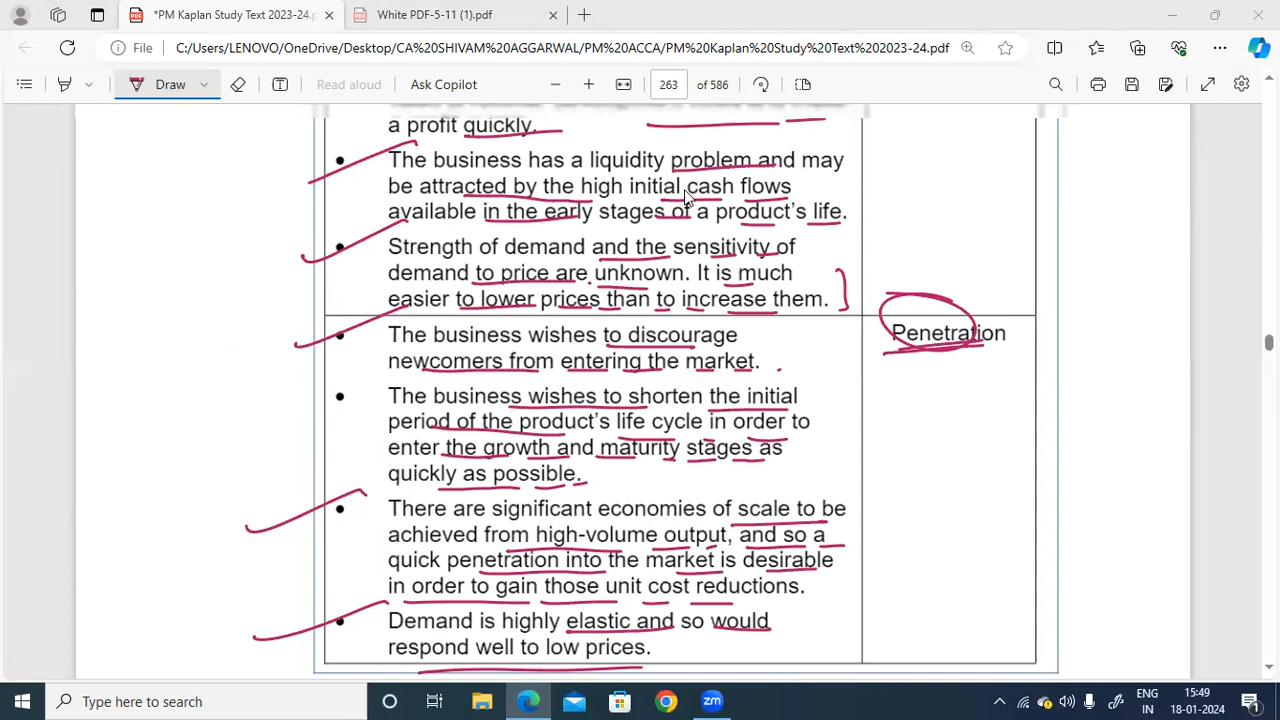 *PM Kaplan Study Text 2023-24.p
White PDF-5-11 (1).pdf
File
C:/Users/LENOVO/OneDrive/Desktop/CA%20SHIVAM%20AGGARWAL/PM%20ACCA/PM%20Kaplan%20Study%20Text%202023-24.pdf
Draw
Read aloud
Ask Copilot
263
of 586
a profit quickly.
• The business has a liquidity problem and may
be attracted by the high initial cash flows
available in the early stages of a product's life.
• Strength of demand and the sensitivity of
demand to price are unknown. It is much
easier to lower prices than to increase them.
• The business wishes to discourage
newcomers from entering the market.
Penetration
• The business wishes to shorten the initial
period of the product's life cycle in order to
enter the growth and maturity stages as
quickly as possible.
• There are significant economies of scale to be
achieved from high-volume output, and so a
quick penetration into the market is desirable
in order to gain those unit cost reductions.
• Demand is highly elastic and so would
respond well to low prices.
Type here to search
zm
ENG
IN
15:49
18-01-2024
1